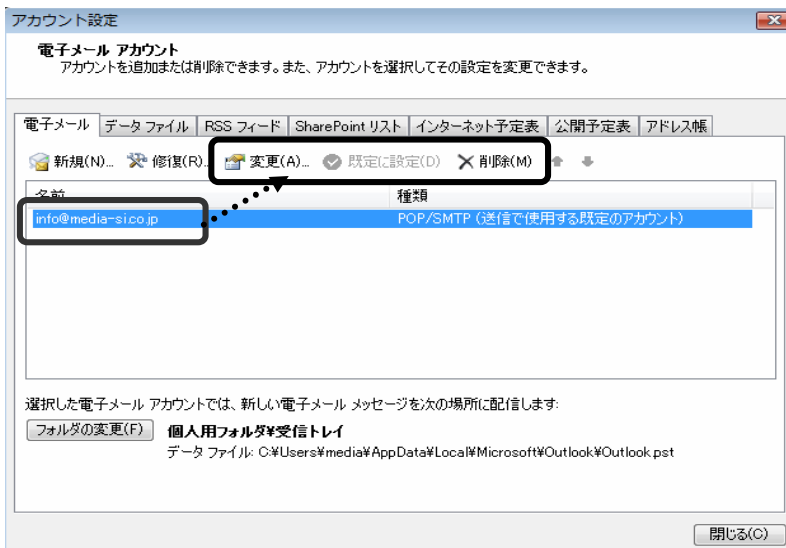 アカウント設定
電子メール アカウント
アカウントを追加または削除できます。また、アカウントを選択してその設定を変更できます。
電子メール データ ファイル RSS フィード SharePoint リスト インターネット予定表 公開予定表 アドレス帳
新規(N)... 修復(R)... 変更(A)... 既定に設定(D) 削除(M)
名前 種類
info@media-si.co.jp POP/SMTP (送信で使用する既定のアカウント)
選択した電子メール アカウントでは、新しい電子メール メッセージを次の場所に配信します:
フォルダの変更(F) 個人用フォルダ¥受信トレイ
データ ファイル: C:¥Users¥media¥AppData¥Local¥Microsoft¥Outlook¥Outlook.pst
閉じる(C)